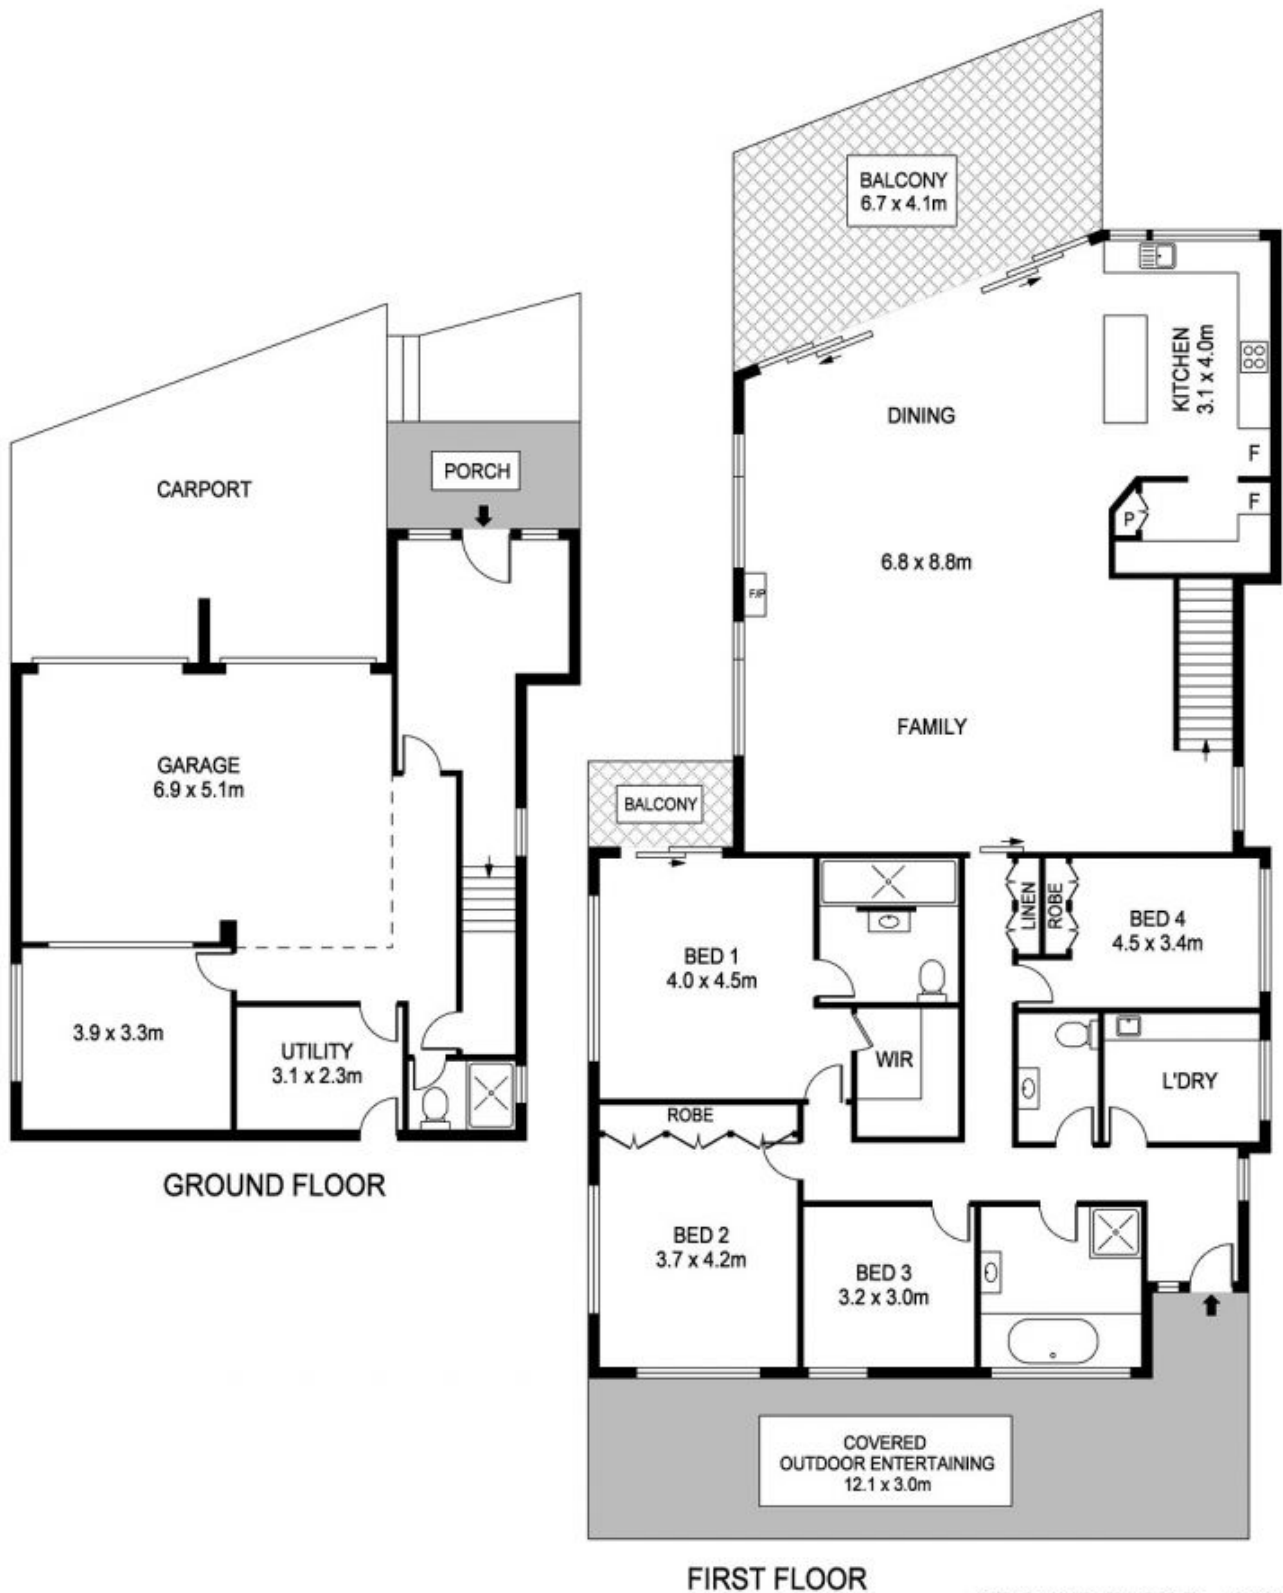 CARPORT
PORCH
GARAGE
6.9 x 5.1m
3.9 x 3.3m
UTILITY
3.1 x 2.3m
GROUND FLOOR
BALCONY
6.7 x 4.1m
KITCHEN
3.1 x 4.0m
DINING
F
F
P
6.8 x 8.8m
F/P
FAMILY
BALCONY
BED 1
4.0 x 4.5m
LINEN
ROBE
BED 4
4.5 x 3.4m
WIR
L'DRY
ROBE
BED 2
3.7 x 4.2m
BED 3
3.2 x 3.0m
COVERED
OUTDOOR ENTERTAINING
12.1 x 3.0m
FIRST FLOOR